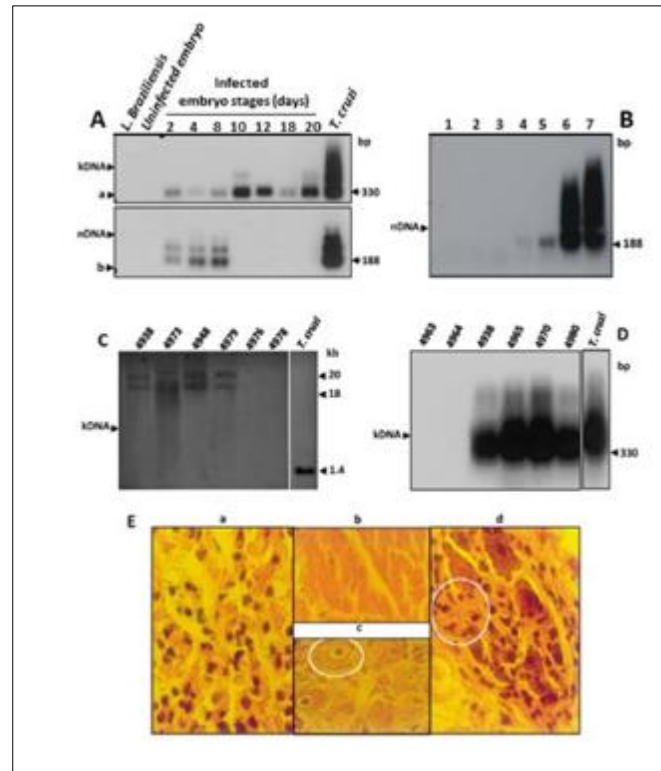 L. Braziliensis
Uninfected embryo
Infected
embryo stages (days)
2 4 8 10 12 18 20
T. cruzi
A
bp
kDNA
a
330
nDNA
b
188
1 2 3 4 5 6 7
B
bp
nDNA
188
C
4938 4973 4948 4979 4976 4978 T. cruzi
kb
20
18
kDNA
1.4
4963 4964 4938 4965 4970 4980 T. cruzi
D
bp
kDNA
330
E
a
b
d
c